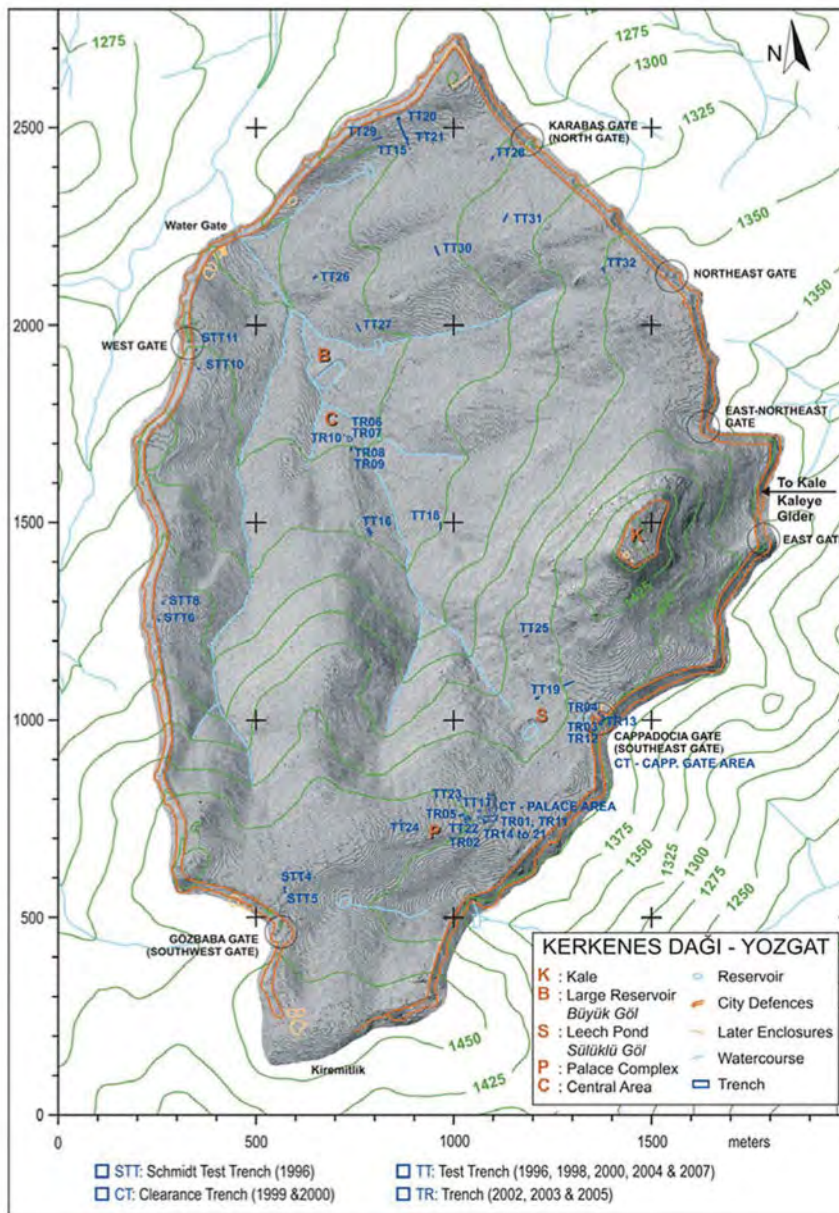 1275
1275
1300
1325
1350
1350
N
2500
2000
1500
1000
500
0
TT20
TT29
TT21
TT15
KARABAŞ GATE
(NORTH GATE)
TT28
Water Gate
TT31
TT30
TT32
NORTHEAST GATE
TT26
TT27
STT11
WEST GATE
B
STT10
C
TR06
TR10
TR07
TR08
TR09
EAST-NORTHEAST
GATE
To Kale
Kaleye
Gider
TT16
TT18
K
EAST GATE
1425
STT8
STT6
TT25
TT19
S
TR04
TR13
TR03
TR12
CAPPADOCIA GATE
(SOUTHEAST GATE)
CT - CAPP. GATE AREA
TT23
TT17
CT - PALACE AREA
TR05
TR01, TR11
TT24
P
TT22
TR14 to 21
TR02
1375
1350
1325
1300
1275
1250
STT4
STT5
GÖZBABA GATE
(SOUTHWEST GATE)
1450
1425
Kiremitlik
KERKENES DAĞI - YOZGAT
K : Kale
B : Large Reservoir
Büyük Göl
S : Leech Pond
Sülüklü Göl
P : Palace Complex
C : Central Area
Reservoir
City Defences
Later Enclosures
Watercourse
Trench
0
500
1000
1500
meters
STT: Schmidt Test Trench (1996)
TT: Test Trench (1996, 1998, 2000, 2004 & 2007)
CT: Clearance Trench (1999 &2000)
TR: Trench (2002, 2003 & 2005)